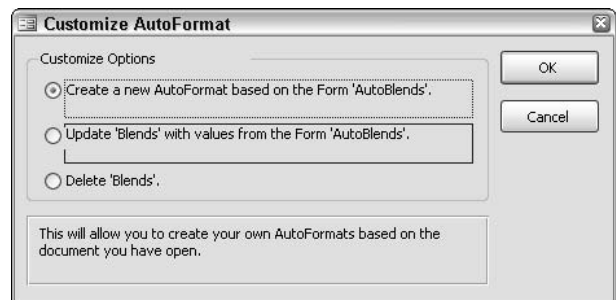 Customize AutoFormat
Customize Options
Create a new AutoFormat based on the Form 'AutoBlends'.
Update 'Blends' with values from the Form 'AutoBlends'.
Delete 'Blends'.
OK
Cancel
This will allow you to create your own AutoFormats based on the
document you have open.